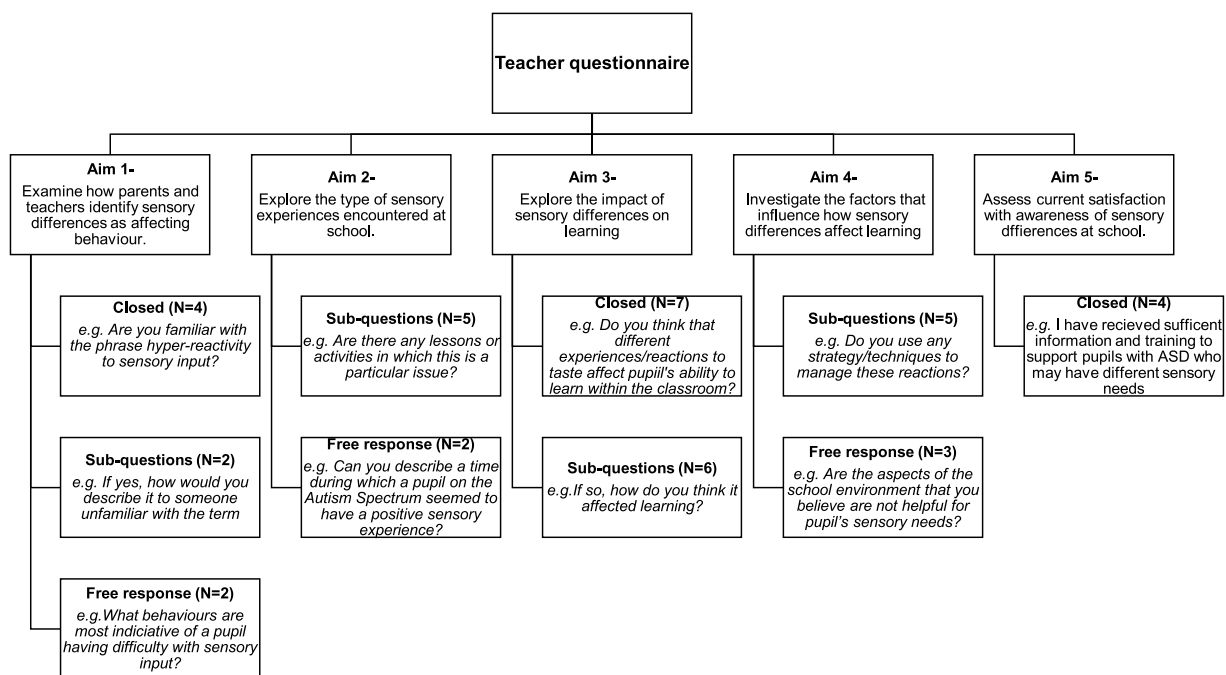 Teacher questionnaire
Aim 1-
Examine how parents and
teachers identify sensory
differences as affecting
behaviour.
Closed (N=4)
e.g. Are you familiar with
the phrase hyper-reactivity
to sensory input?
Sub-questions (N=2)
e.g. If yes, how would you
describe it to someone
unfamiliar with the term
Free response (N=2)
e.g.What behaviours are
most indiciative of a pupil
having difficulty with sensory
input?
Aim 2-
Explore the type of sensory
experiences encountered at
school.
Sub-questions (N=5)
e.g. Are there any lessons or
activities in which this is a
particular issue?
Free response (N=2)
e.g. Can you describe a time
during which a pupil on the
Autism Spectrum seemed to
have a positive sensory
experience?
Aim 3-
Explore the impact of
sensory differences on
learning
Closed (N=7)
e.g. Do you think that
different
experiences/reactions to
taste affect pupiil's ability to
learn within the classroom?
Sub-questions (N=6)
e.g.If so, how do you think it
affected learning?
Aim 4-
Investigate the factors that
influence how sensory
differences affect learning
Sub-questions (N=5)
e.g. Do you use any
strategy/techniques to
manage these reactions?
Free response (N=3)
e.g. Are the aspects of the
school environment that you
believe are not helpful for
pupil's sensory needs?
Aim 5-
Assess current satisfaction
with awareness of sensory
dffierences at school.
Closed (N=4)
e.g. I have recieved sufficent
information and training to
support pupils with ASD who
may have different sensory
needs